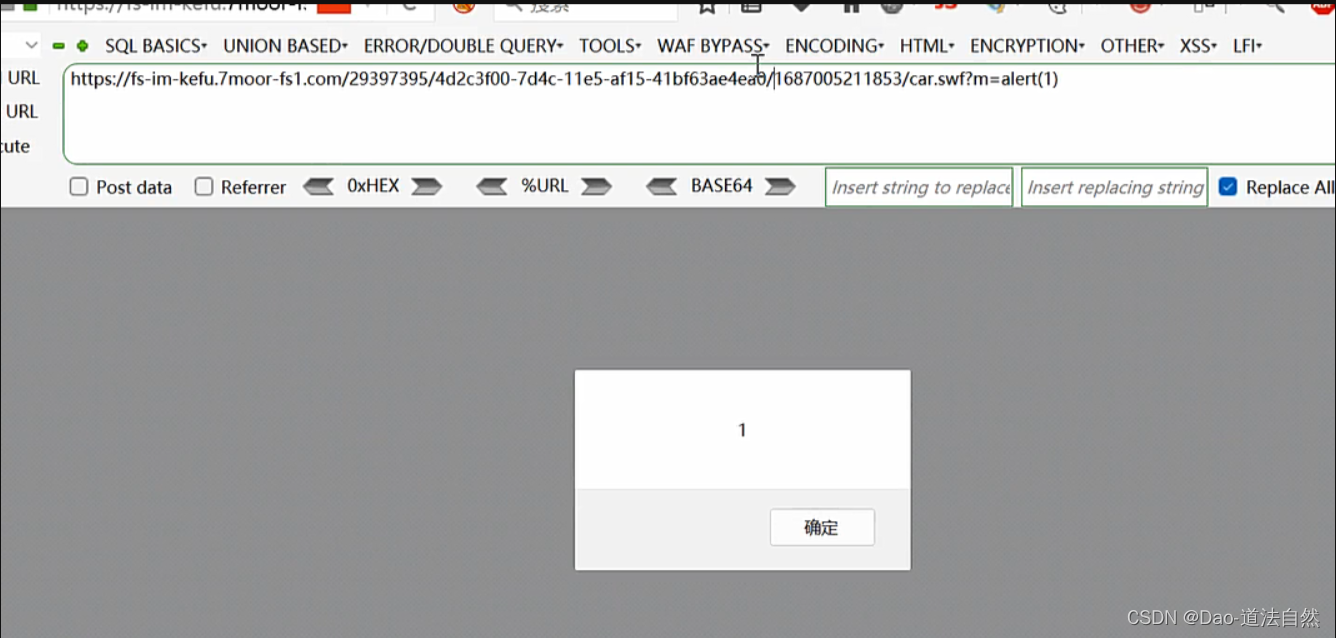 https://fs-im-kefu.7moor-f
搜索
SQL BASICS▾ UNION BASED▾ ERROR/DOUBLE QUERY▾ TOOLS▾ WAF BYPASS▾ ENCODING▾ HTML▾ ENCRYPTION▾ OTHER▾ XSS▾ LFI▾
URL
https://fs-im-kefu.7moor-fs1.com/29397395/4d2c3f00-7d4c-11e5-af15-41bf63ae4ea0/1687005211853/car.swf?m=alert(1)
URL
cute
Post data Referrer 0xHEX %URL BASE64 Insert string to replace Insert replacing string Replace All
1
确定
CSDN @Dao-道法自然